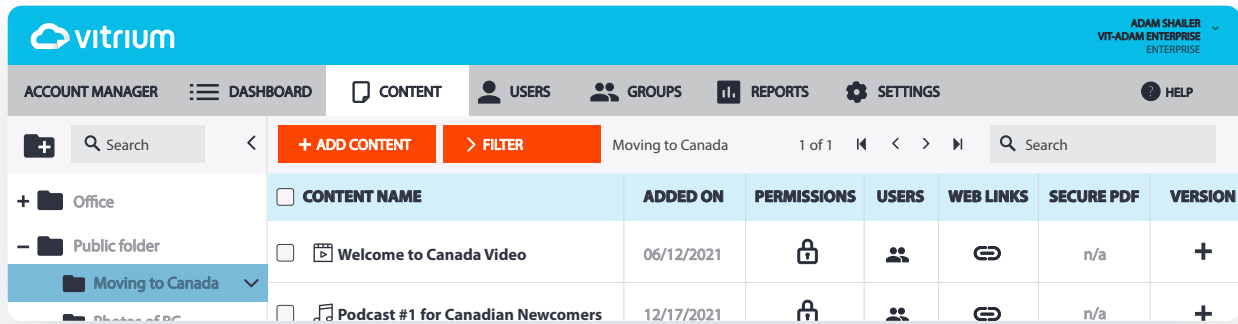 vitrium
ADAM SHAILER
VIT-ADAM ENTERPRISE
ENTERPRISE
ACCOUNT MANAGER DASHBOARD CONTENT USERS GROUPS REPORTS SETTINGS ? HELP
Search + ADD CONTENT > FILTER Moving to Canada 1 of 1 Search
CONTENT NAME ADDED ON PERMISSIONS USERS WEB LINKS SECURE PDF VERSION
+ Office
– Public folder
Welcome to Canada Video 06/12/2021 n/a +
Moving to Canada
Photos of BC
Podcast #1 for Canadian Newcomers 12/17/2021 n/a +